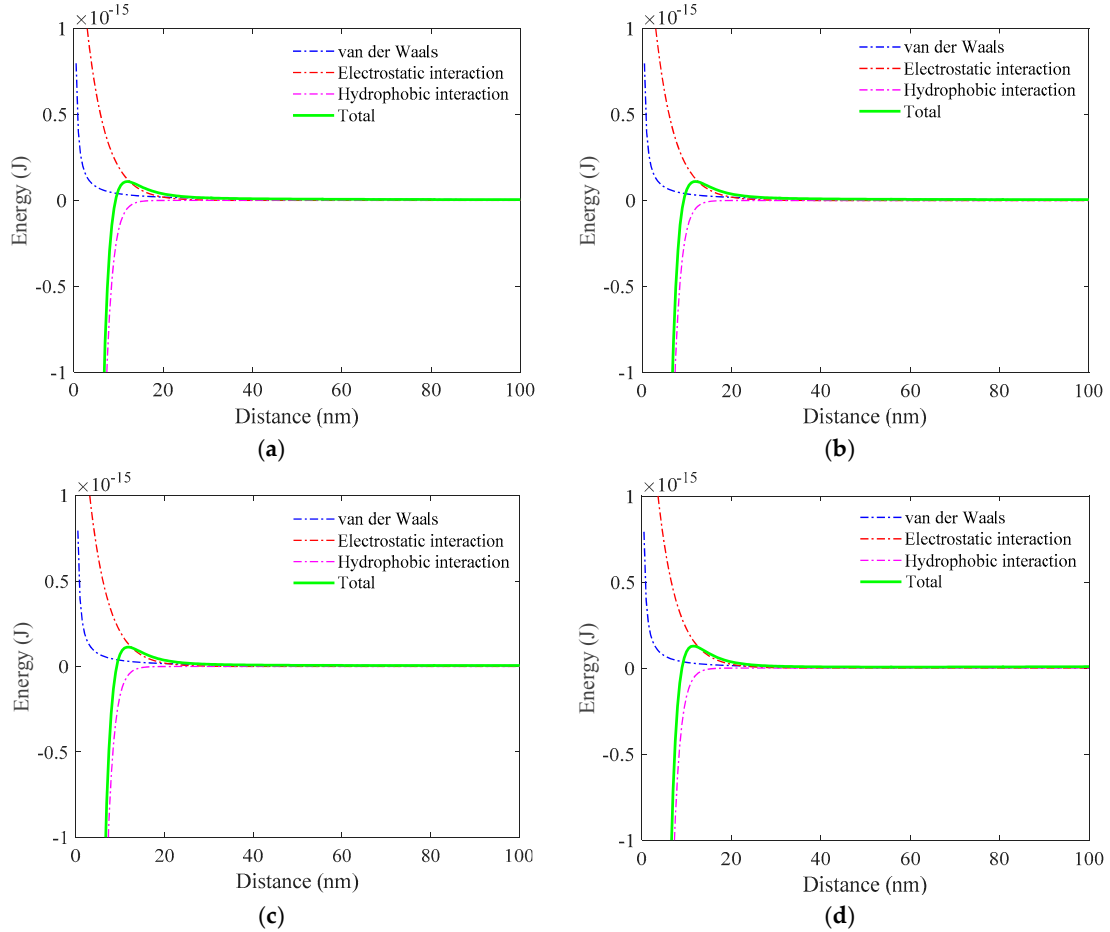 ×10-15
1
0.5
0
-0.5
-1
Energy (J)
van der Waals
Electrostatic interaction
Hydrophobic interaction
Total
0 20 40 60 80 100
Distance (nm)
(a)
×10-15
1
0.5
0
-0.5
-1
Energy (J)
van der Waals
Electrostatic interaction
Hydrophobic interaction
Total
0 20 40 60 80 100
Distance (nm)
(b)
×10-15
1
0.5
0
-0.5
-1
Energy (J)
van der Waals
Electrostatic interaction
Hydrophobic interaction
Total
0 20 40 60 80 100
Distance (nm)
(c)
×10-15
1
0.5
0
-0.5
-1
Energy (J)
van der Waals
Electrostatic interaction
Hydrophobic interaction
Total
0 20 40 60 80 100
Distance (nm)
(d)